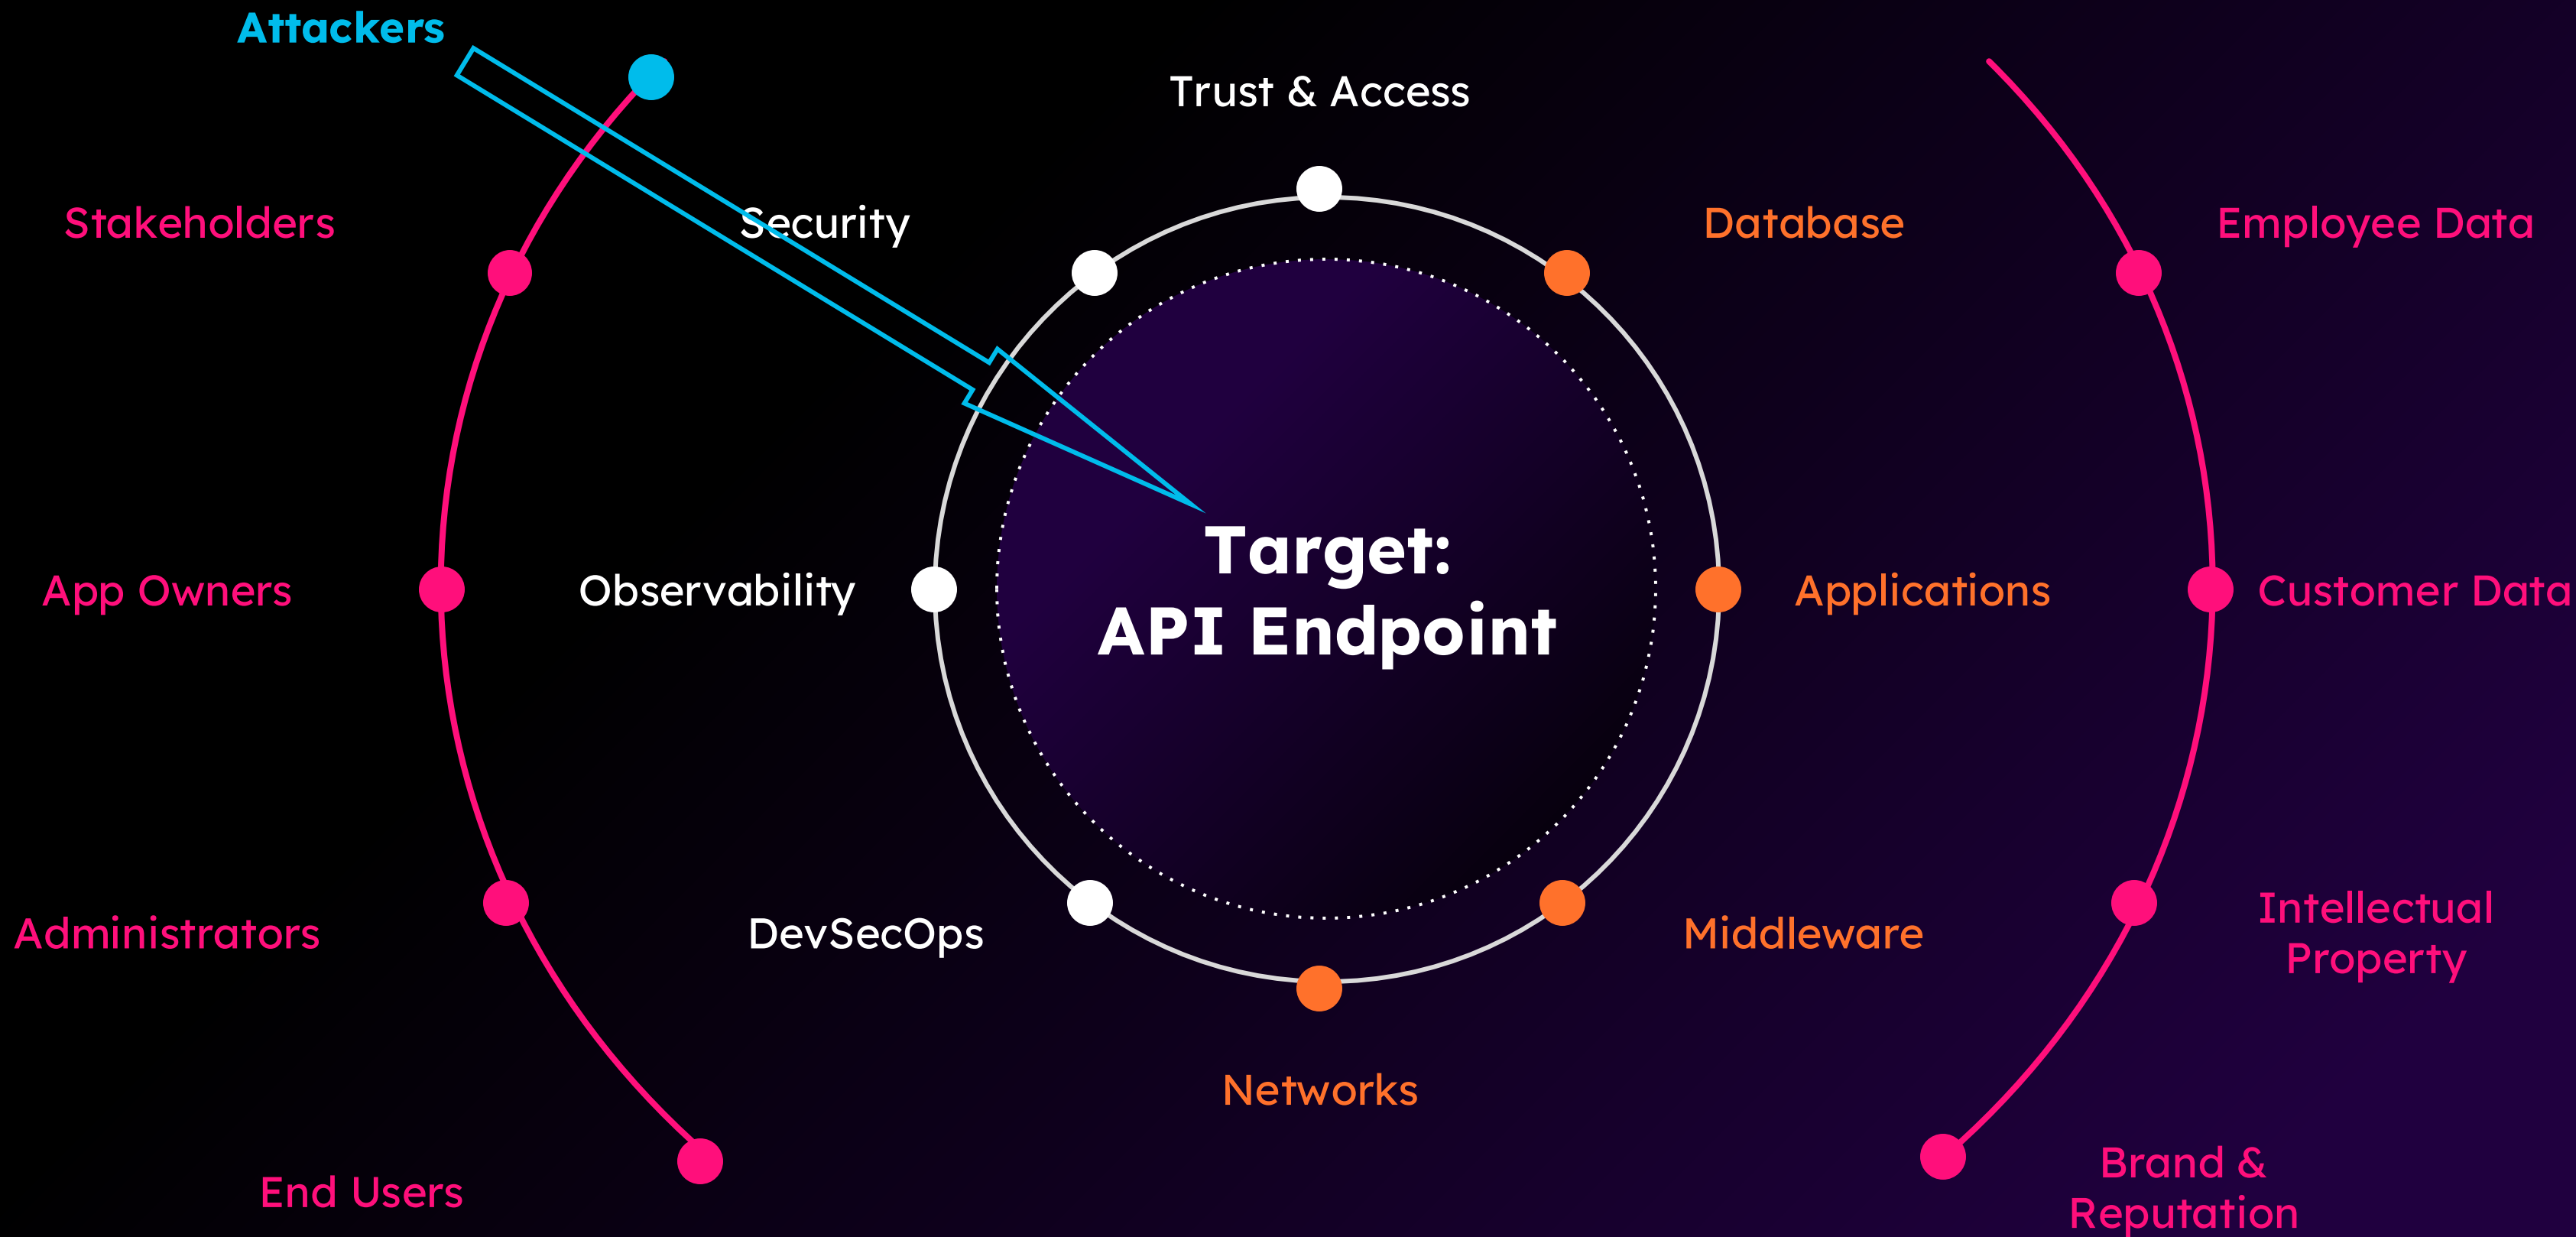 Attackers
Trust & Access
Stakeholders
Security
Database
Employee Data
Target:
API Endpoint
App Owners
Observability
Applications
Customer Data
Administrators
DevSecOps
Middleware
Intellectual
Property
Networks
End Users
Brand &
Reputation